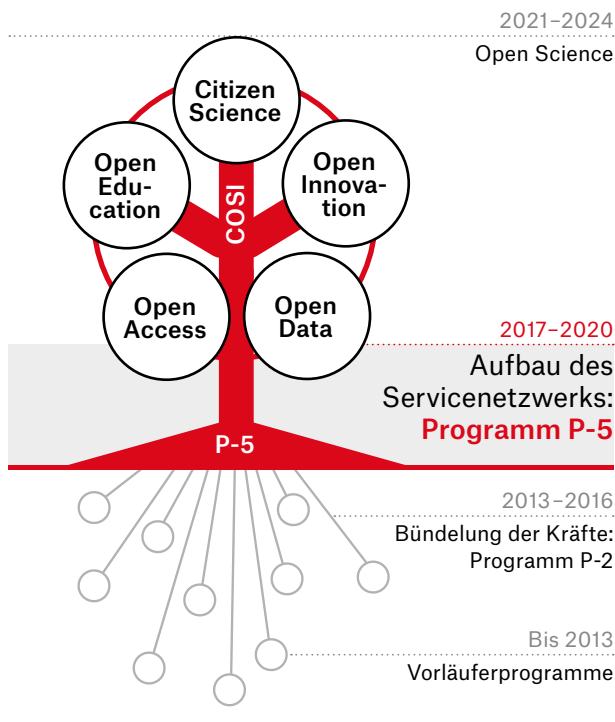 2021–2024
Open Science
Citizen
Science
Open
Edu-
cation
Open
Innova-
tion
COSI
Open
Access
Open
Data
2017–2020
Aufbau des
Servicenetzwerks:
Programm P-5
P-5
2013–2016
Bündelung der Kräfte:
Programm P-2
Bis 2013
Vorläuferprogramme